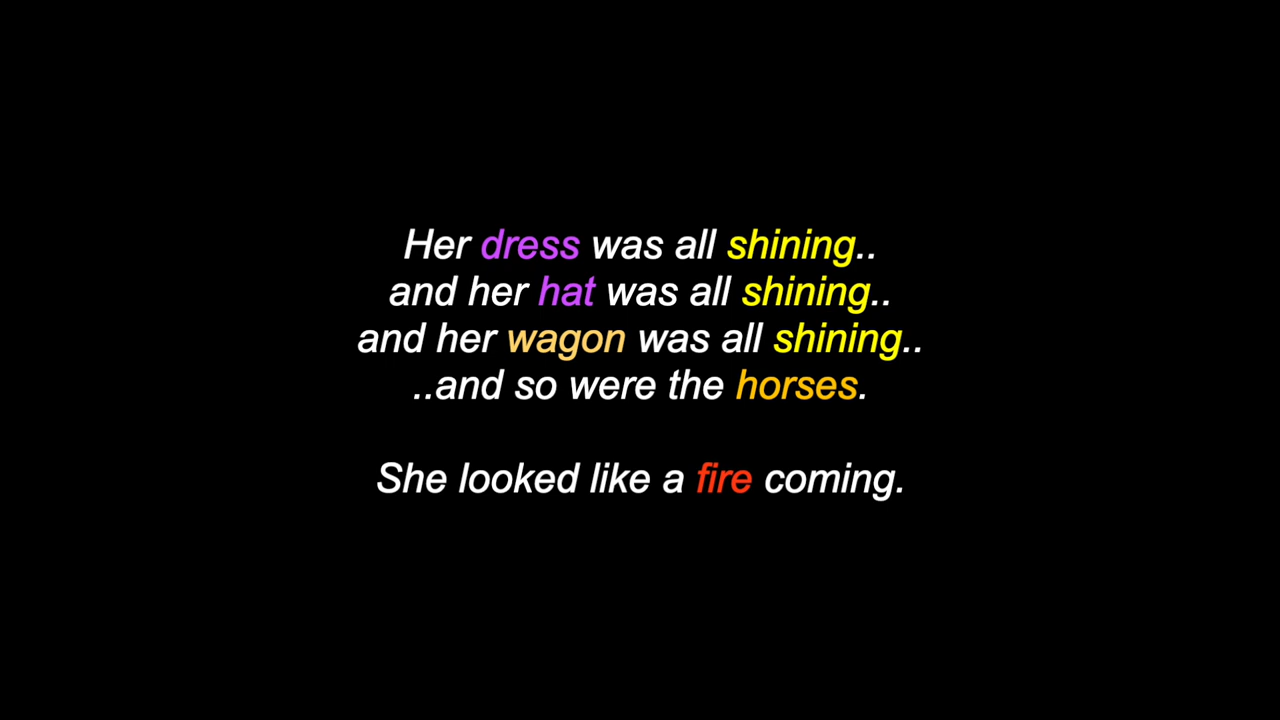 Her dress was all shining..
and her hat was all shining..
and her wagon was all shining..
..and so were the horses.
She looked like a fire coming.